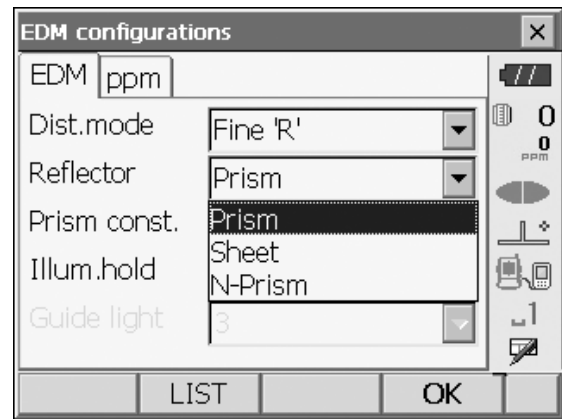 EDM configurations
EDM ppm
0
Dist.mode Fine 'R'
0
PPM
Reflector Prism
Prism const. Prism
Sheet
Illum.hold
N-Prism
Guide light 3
1
LIST OK